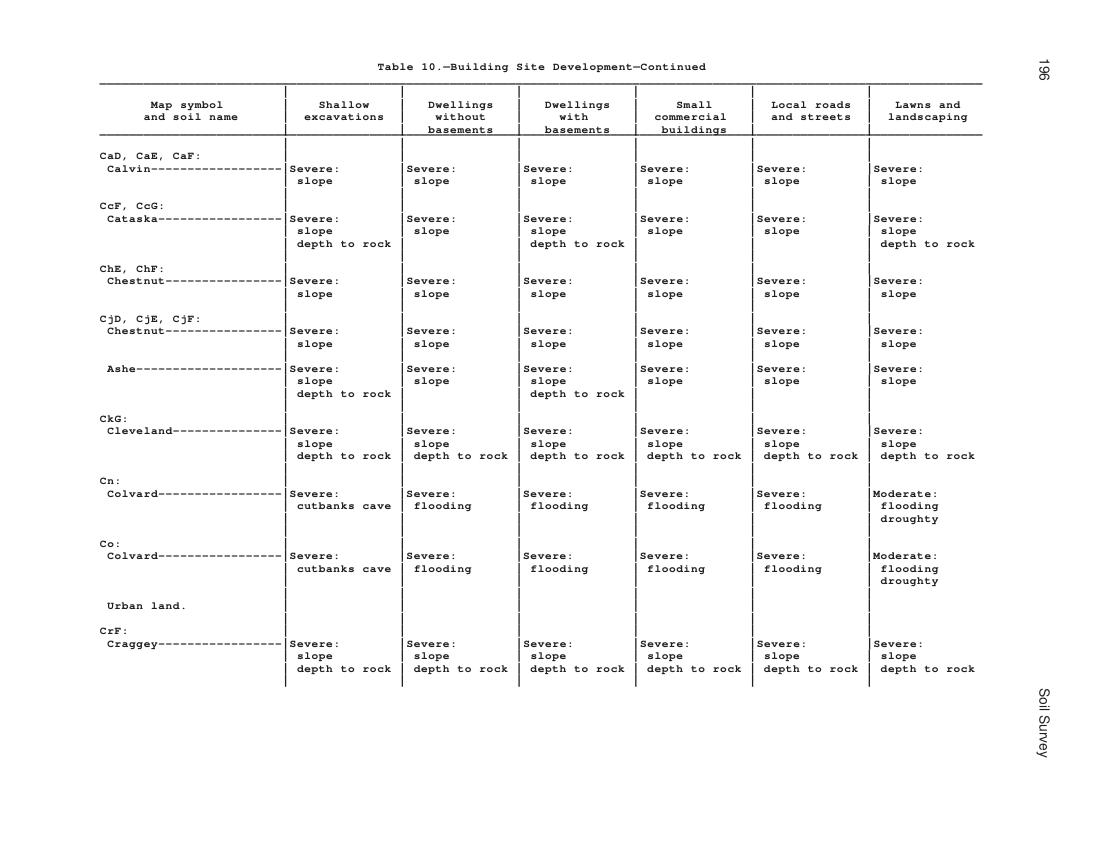 Table 10.—Building Site Development—Continued
Map symbol | Shallow | Dwellings | Dwellings | Small | Local roads | Lawns and
and soil name | excavations | without | with | commercial | and streets | landscaping
basements | basements | buildings
CaD, CaE, CaF:
Calvin-----------------|Severe: |Severe: |Severe: |Severe: |Severe: |Severe:
slope | slope | slope | slope | slope | slope
CcF, CcG:
Cataska----------------|Severe: |Severe: |Severe: |Severe: |Severe: |Severe:
slope | slope | slope | slope | slope | slope
depth to rock | | depth to rock | | | depth to rock
ChE, ChF:
Chestnut---------------|Severe: |Severe: |Severe: |Severe: |Severe: |Severe:
slope | slope | slope | slope | slope | slope
CjD, CjE, CjF:
Chestnut---------------|Severe: |Severe: |Severe: |Severe: |Severe: |Severe:
slope | slope | slope | slope | slope | slope
Ashe-------------------|Severe: |Severe: |Severe: |Severe: |Severe: |Severe:
slope | slope | slope | slope | slope | slope
depth to rock | | depth to rock | | |
CkG:
Cleveland--------------|Severe: |Severe: |Severe: |Severe: |Severe: |Severe:
slope | slope | slope | slope | slope | slope
depth to rock | depth to rock | depth to rock | depth to rock | depth to rock | depth to rock
Cn:
Colvard----------------|Severe: |Severe: |Severe: |Severe: |Severe: |Moderate:
cutbanks cave | flooding | flooding | flooding | flooding | flooding
droughty
Co:
Colvard----------------|Severe: |Severe: |Severe: |Severe: |Severe: |Moderate:
cutbanks cave | flooding | flooding | flooding | flooding | flooding
droughty
Urban land.
CrF:
Craggey----------------|Severe: |Severe: |Severe: |Severe: |Severe: |Severe:
slope | slope | slope | slope | slope | slope
depth to rock | depth to rock | depth to rock | depth to rock | depth to rock | depth to rock
196
Soil Survey